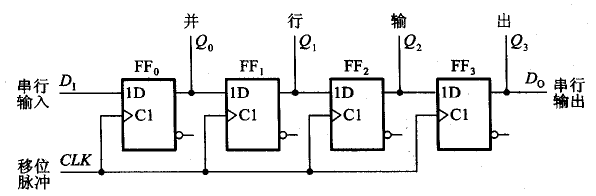 并 行 输 出
Q0 Q1 Q2 Q3
FF0 FF1 FF2 FF3
串行输入 DI 1D 1D 1D 1D DO 串行输出
C1 C1 C1 C1
移位脉冲 CLK